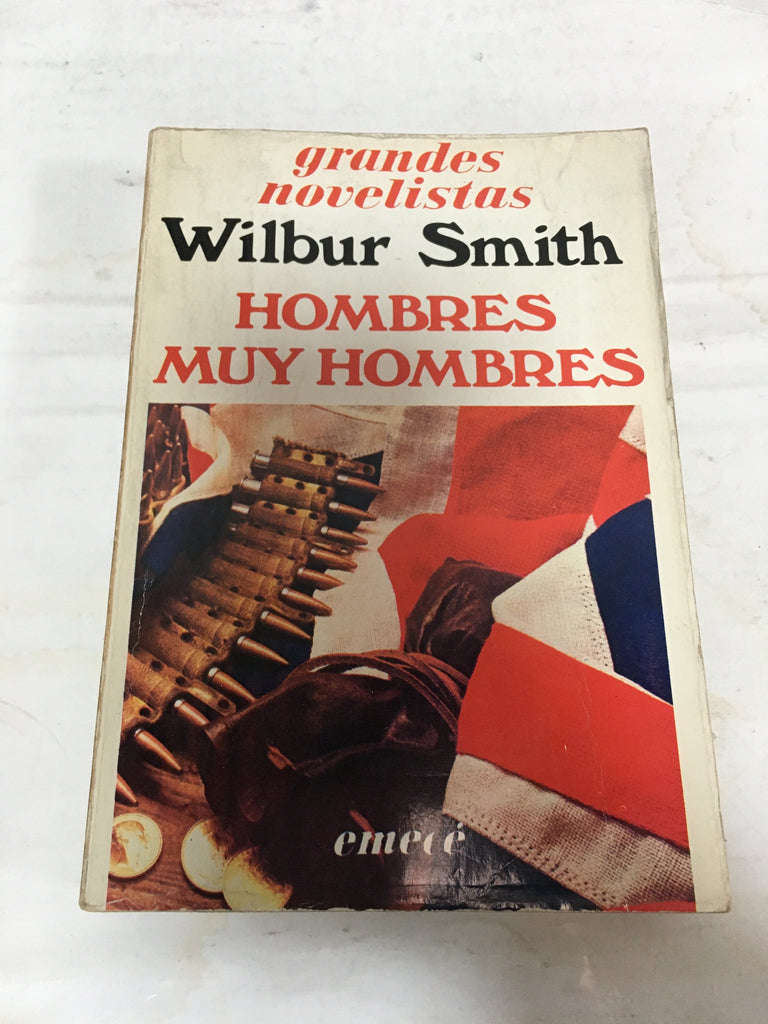 grandes
novelistas
Wilbur Smith
HOMBRES
MUY HOMBRES
emecé